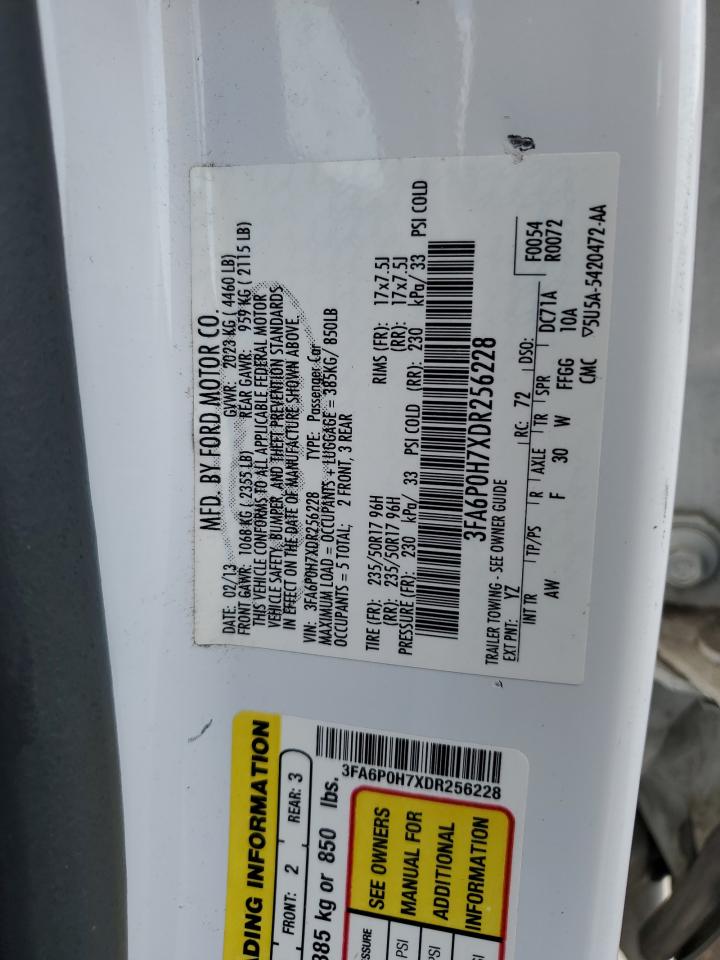 MFD. BY FORD MOTOR CO.
DATE: 02/13 GVWR: 2023 KG ( 4460 LB)
FRONT GAWR: 1068 KG ( 2355 LB) REAR GAWR: 959 KG ( 2115 LB)
THIS VEHICLE CONFORMS TO ALL APPLICABLE FEDERAL MOTOR
VEHICLE SAFETY, BUMPER, AND THEFT PREVENTION STANDARDS
IN EFFECT ON THE DATE OF MANUFACTURE SHOWN ABOVE.
VIN: 3FA6P0H7XDR256228 TYPE: Passenger Car
MAXIMUM LOAD = OCCUPANTS + LUGGAGE = 385KG/ 850LB
OCCUPANTS = 5 TOTAL; 2 FRONT, 3 REAR
TIRE (FR): 235/50R17 96H RIMS (FR): 17x7.5J
(RR): 235/50R17 96H (RR): 17x7.5J
PRESSURE (FR): 230 kPa/ 33 PSI COLD (RR): 230 kPa/ 33 PSI COLD
3FA6P0H7XDR256228
TRAILER TOWING - SEE OWNER GUIDE
EXT PNT: YZ RC: 72 DSO: F0054
INT TR TP/PS R AXLE TR SPR DC71A R0072
AW F 30 W FFGG 10A
CMC ▽5U5A-5420472-AA
ADING INFORMATION
FRONT: 2 REAR: 3
385 kg or 850 lbs.
3FA6P0H7XDR256228
SEE OWNERS
MANUAL FOR
ADDITIONAL
INFORMATION
PSI
PSI